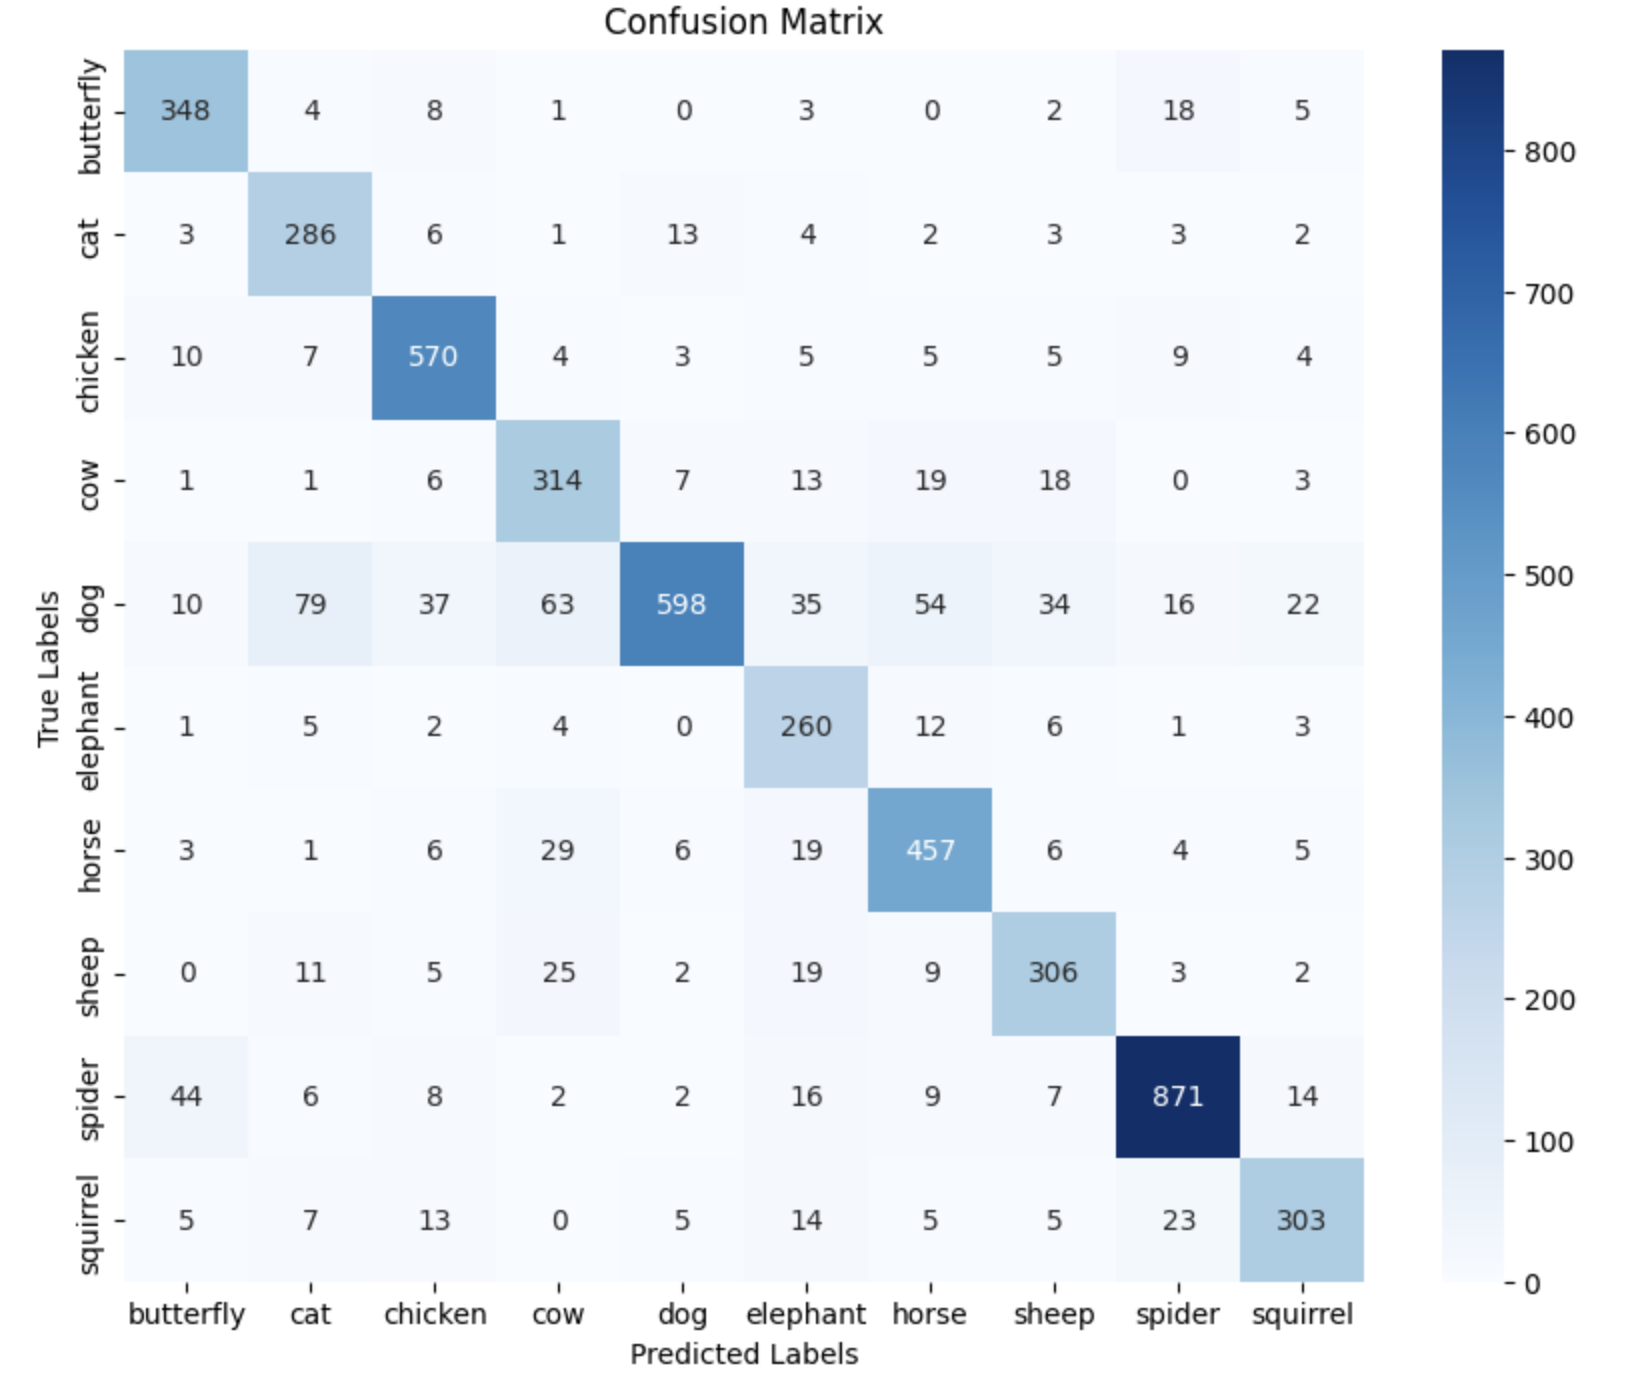 Confusion Matrix
butterfly 348 4 8 1 0 3 0 2 18 5
cat 3 286 6 1 13 4 2 3 3 2
chicken 10 7 570 4 3 5 5 5 9 4
cow 1 1 6 314 7 13 19 18 0 3
dog 10 79 37 63 598 35 54 34 16 22
elephant 1 5 2 4 0 260 12 6 1 3
horse 3 1 6 29 6 19 457 6 4 5
sheep 0 11 5 25 2 19 9 306 3 2
spider 44 6 8 2 2 16 9 7 871 14
squirrel 5 7 13 0 5 14 5 5 23 303
True Labels
butterfly cat chicken cow dog elephant horse sheep spider squirrel
Predicted Labels
800
700
600
500
400
300
200
100
0